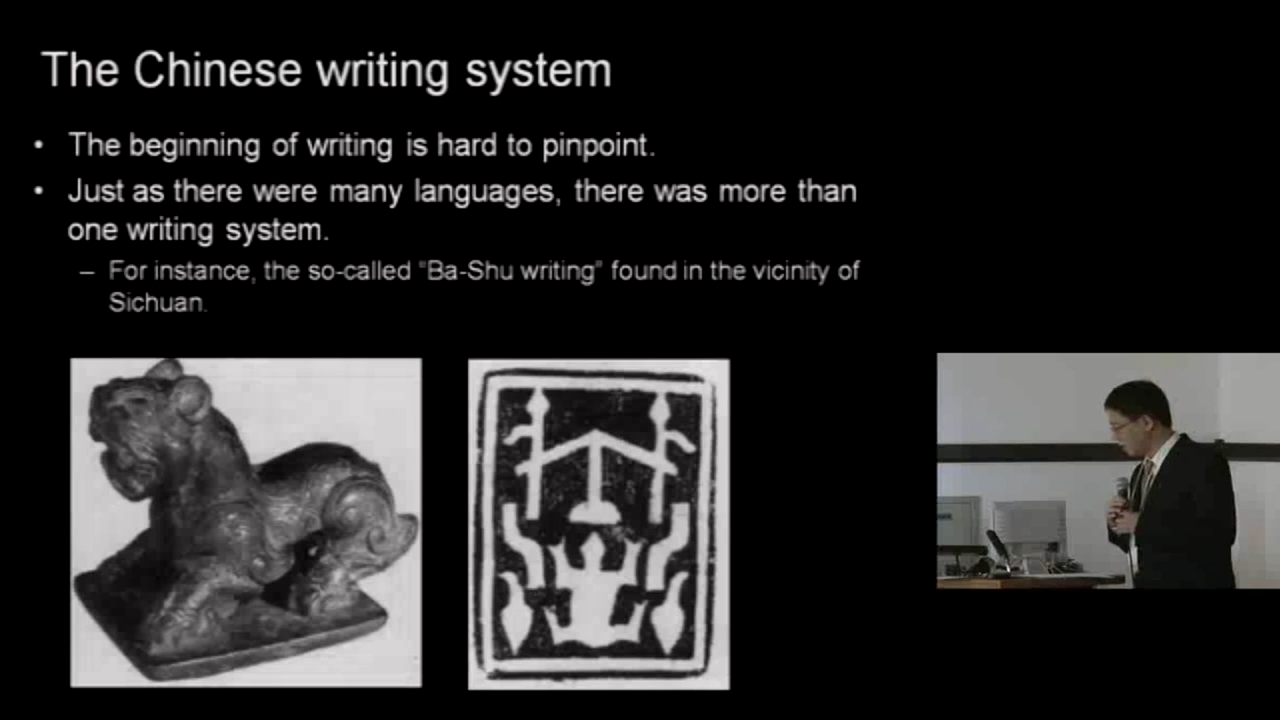 The Chinese writing system
• The beginning of writing is hard to pinpoint.
• Just as there were many languages, there was more than
one writing system.
– For instance, the so-called "Ba-Shu writing" found in the vicinity of
Sichuan.